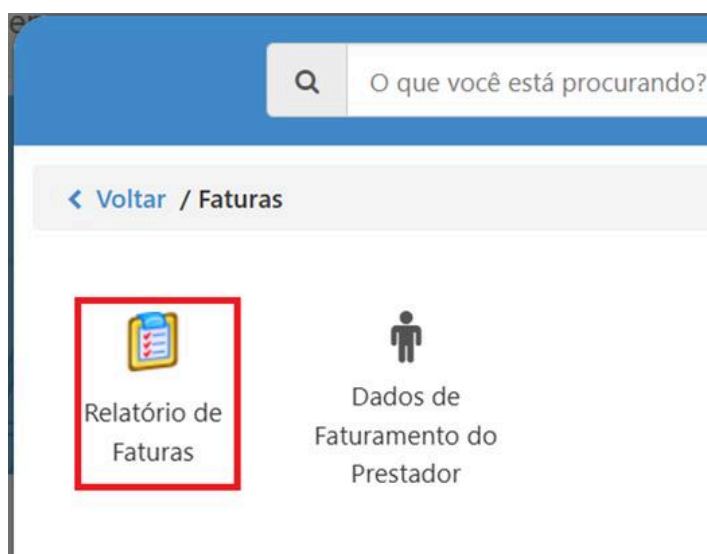 O que você está procurando?
Voltar / Faturas
Relatório de
Faturas
Dados de
Faturamento do
Prestador